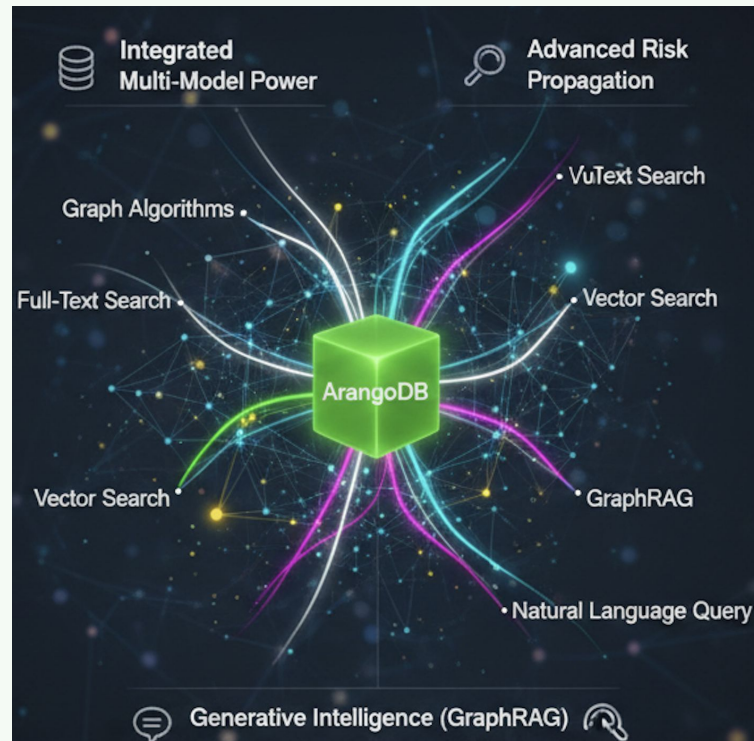 Integrated
Multi-Model Power
Advanced Risk
Propagation
VuText Search
Graph Algorithms
Full-Text Search
Vector Search
ArangoDB
Vector Search
GraphRAG
Natural Language Query
Generative Intelligence (GraphRAG)